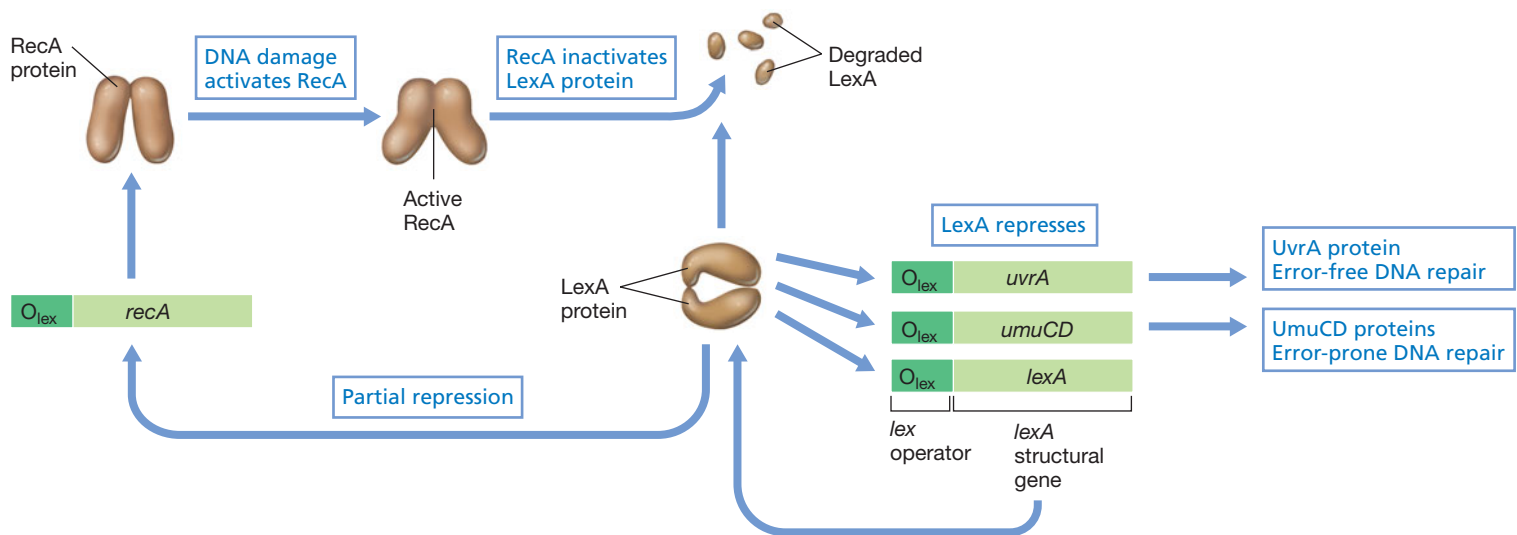 RecA
protein
DNA damage
activates RecA
RecA inactivates
LexA protein
Degraded
LexA
Active
RecA
LexA represses
UvrA protein
Error-free DNA repair
LexA
protein
Olex uvrA
Olex recA
Olex umuCD
UmuCD proteins
Error-prone DNA repair
Olex lexA
Partial repression
lex
operator
lexA
structural
gene